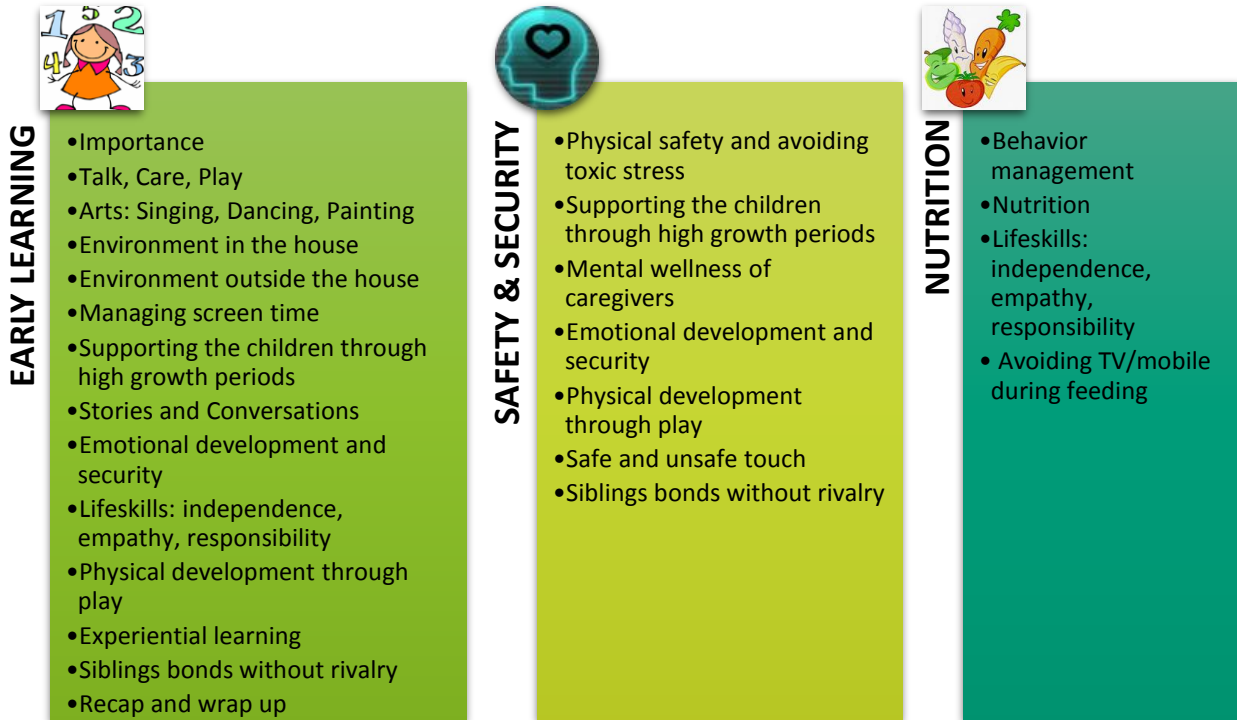 1 5 2
4 3
EARLY LEARNING
•Importance
•Talk, Care, Play
•Arts: Singing, Dancing, Painting
•Environment in the house
•Environment outside the house
•Managing screen time
•Supporting the children through
high growth periods
•Stories and Conversations
•Emotional development and
security
•Lifeskills: independence,
empathy, responsibility
•Physical development through
play
•Experiential learning
•Siblings bonds without rivalry
•Recap and wrap up
SAFETY & SECURITY
•Physical safety and avoiding
toxic stress
•Supporting the children
through high growth periods
•Mental wellness of
caregivers
•Emotional development and
security
•Physical development
through play
•Safe and unsafe touch
•Siblings bonds without rivalry
NUTRITION
•Behavior
management
•Nutrition
•Lifeskills:
independence,
empathy,
responsibility
• Avoiding TV/mobile
during feeding